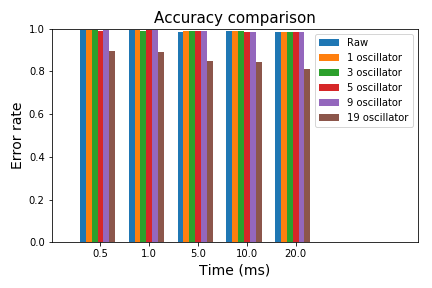 Accuracy comparison
Error rate
1.0
0.8
0.6
0.4
0.2
0.0
Raw
1 oscillator
3 oscillator
5 oscillator
9 oscillator
19 oscillator
0.5 1.0 5.0 10.0 20.0
Time (ms)